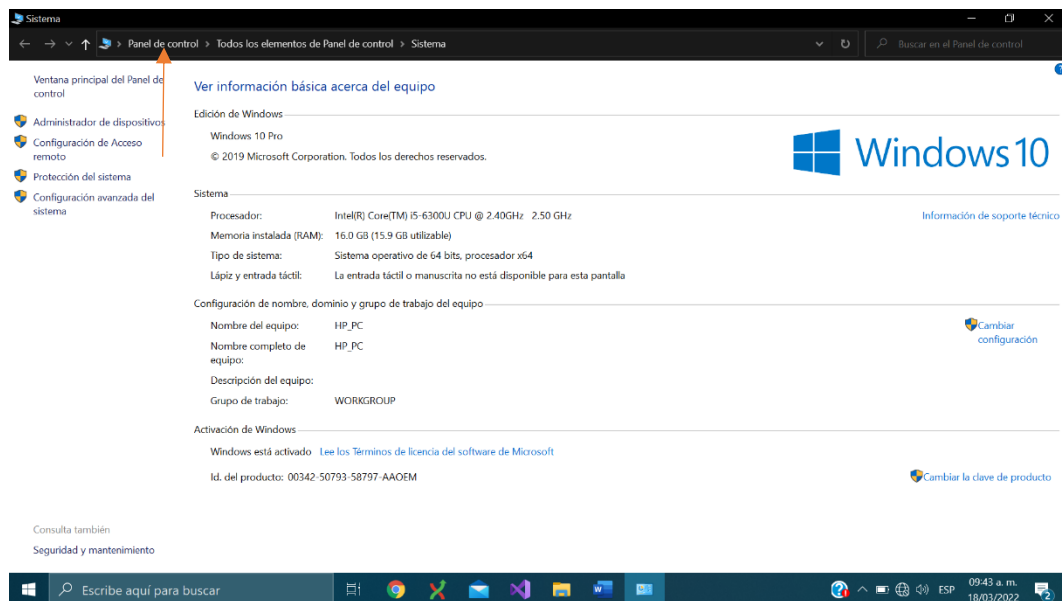 Sistema
Panel de control > Todos los elementos de Panel de control > Sistema
Buscar en el Panel de control
Ventana principal del Panel de
control
Administrador de dispositivos
Configuración de Acceso
remoto
Protección del sistema
Configuración avanzada del
sistema
Ver información básica acerca del equipo
Edición de Windows
Windows 10 Pro
© 2019 Microsoft Corporation. Todos los derechos reservados.
Windows 10
Sistema
Procesador: Intel(R) Core(TM) i5-6300U CPU @ 2.40GHz 2.50 GHz
Información de soporte técnico
Memoria instalada (RAM): 16.0 GB (15.9 GB utilizable)
Tipo de sistema: Sistema operativo de 64 bits, procesador x64
Lápiz y entrada táctil: La entrada táctil o manuscrita no está disponible para esta pantalla
Configuración de nombre, dominio y grupo de trabajo del equipo
Nombre del equipo: HP_PC
Cambiar
configuración
Nombre completo de HP_PC
equipo:
Descripción del equipo:
Grupo de trabajo: WORKGROUP
Activación de Windows
Windows está activado Lee los Términos de licencia del software de Microsoft
Id. del producto: 00342-50793-58797-AAOEM
Cambiar la clave de producto
Consulta también
Seguridad y mantenimiento
Escribe aquí para buscar
ESP
09:43 a. m.
18/03/2022